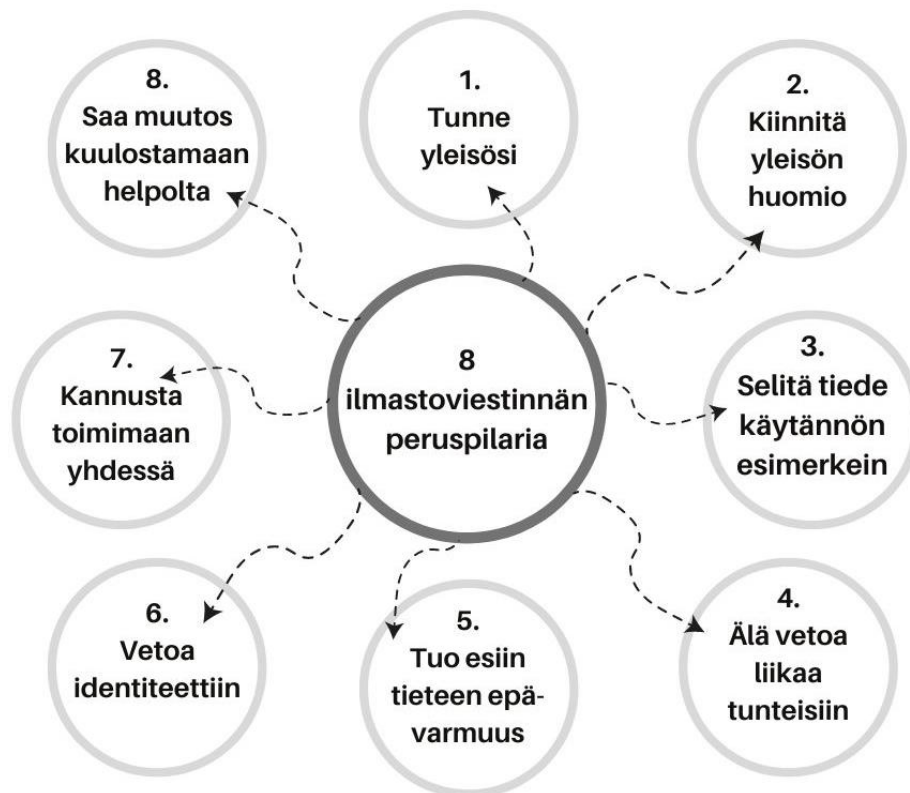 8
ilmastoviestinnän
peruspilaria
1.
Tunne
yleisösi
2.
Kiinnitä
yleisön
huomio
3.
Selitä tiede
käytännön
esimerkein
4.
Älä vetoa
liikaa
tunteisiin
5.
Tuo esiin
tieteen epä-
varmuus
6.
Vetoa
identiteettiin
7.
Kannusta
toimimaan
yhdessä
8.
Saa muutos
kuulostamaan
helpolta